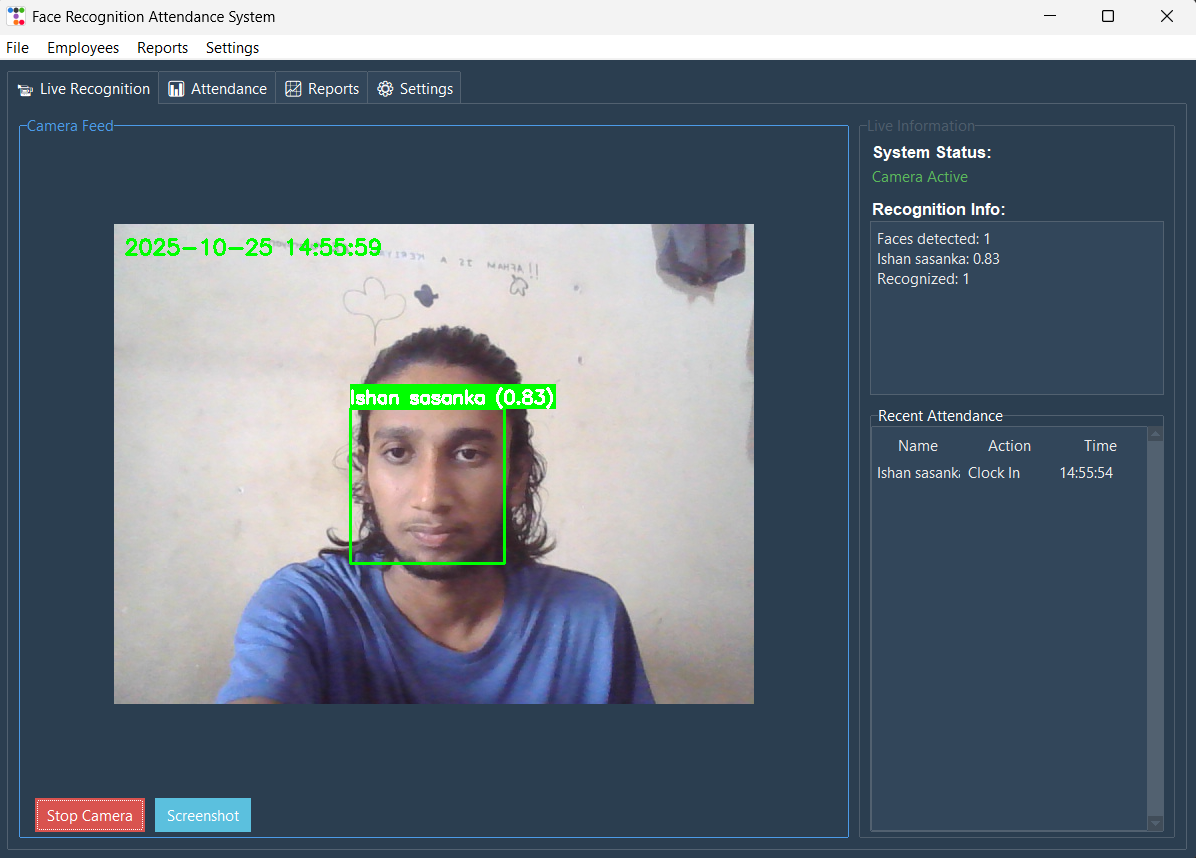 Face Recognition Attendance System
File Employees Reports Settings
Live Recognition Attendance Reports Settings
Camera Feed
2025-10-25 14:55:59
IS A
!!
Ishan sasanka (0.83)
Stop Camera Screenshot
Live Information
System Status:
Camera Active
Recognition Info:
Faces detected: 1
Ishan sasanka: 0.83
Recognized: 1
Recent Attendance
Name Action Time
Ishan sasanka Clock In 14:55:54